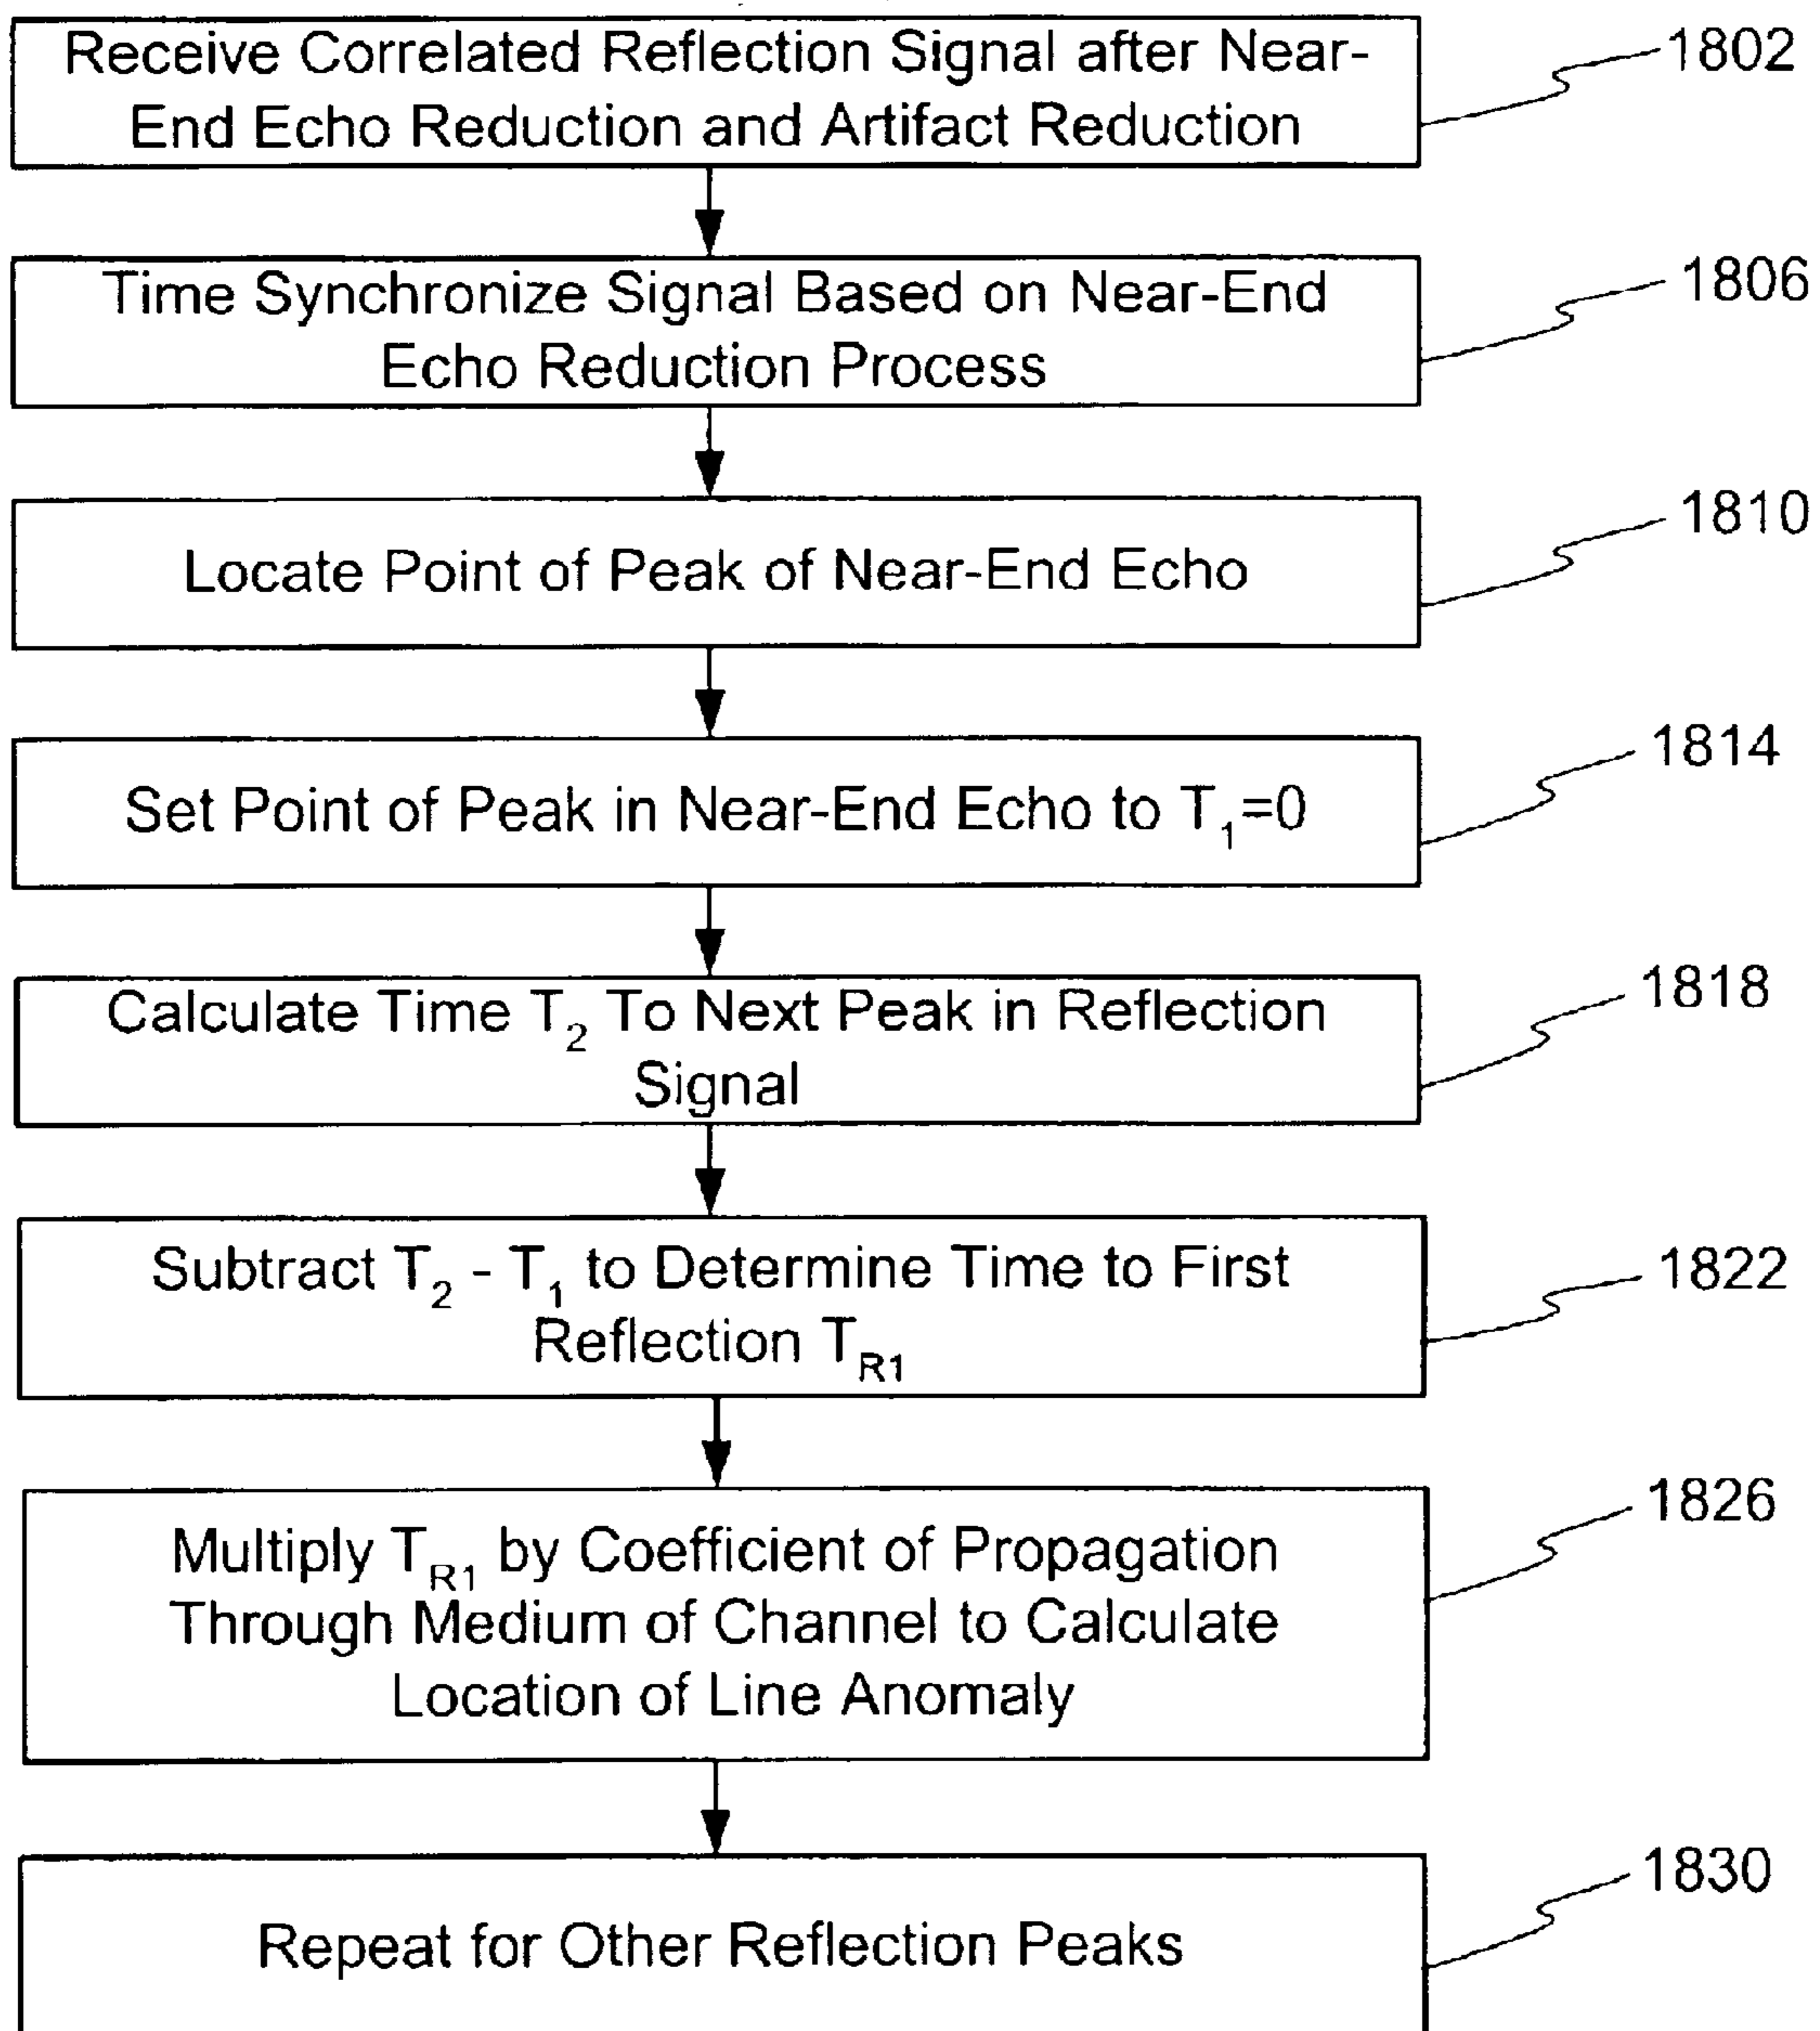 Receive Correlated Reflection Signal after Near-
End Echo Reduction and Artifact Reduction
1802
Time Synchronize Signal Based on Near-End
Echo Reduction Process
1806
Locate Point of Peak of Near-End Echo
1810
Set Point of Peak in Near-End Echo to T₁=0
1814
Calculate Time T₂ To Next Peak in Reflection
Signal
1818
Subtract T₂ - T₁ to Determine Time to First
Reflection T_R1
1822
Multiply T_R1 by Coefficient of Propagation
Through Medium of Channel to Calculate
Location of Line Anomaly
1826
Repeat for Other Reflection Peaks
1830